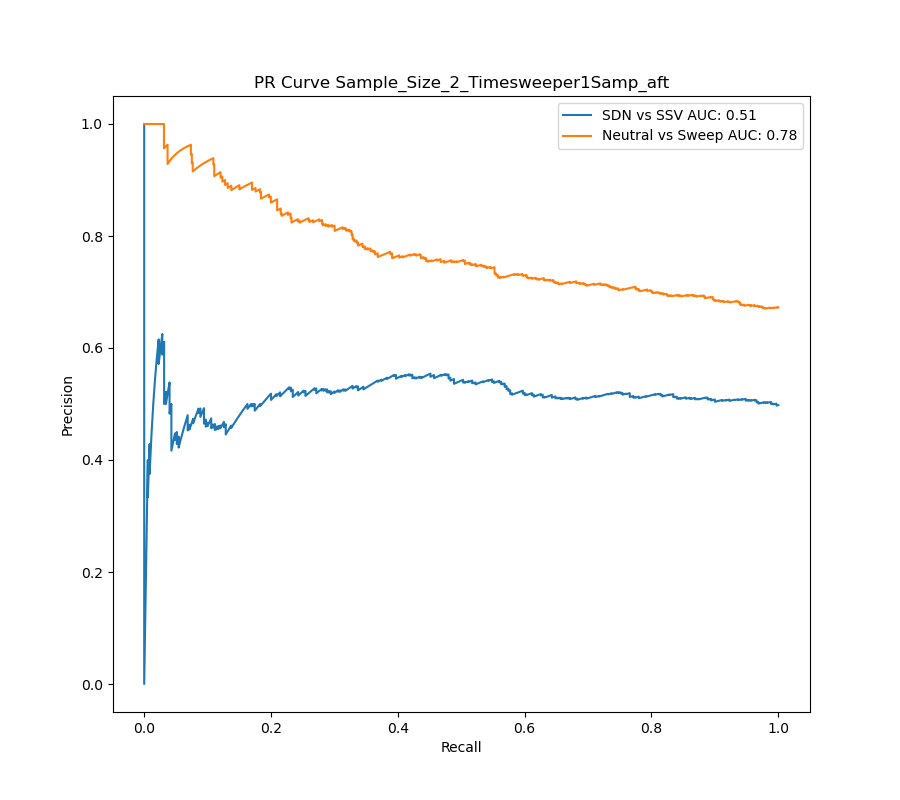 PR Curve Sample_Size_2_Timesweeper1Samp_aft
SDN vs SSV AUC: 0.51
Neutral vs Sweep AUC: 0.78
1.0
0.8
0.6
0.4
0.2
0.0
Precision
0.0 0.2 0.4 0.6 0.8 1.0
Recall